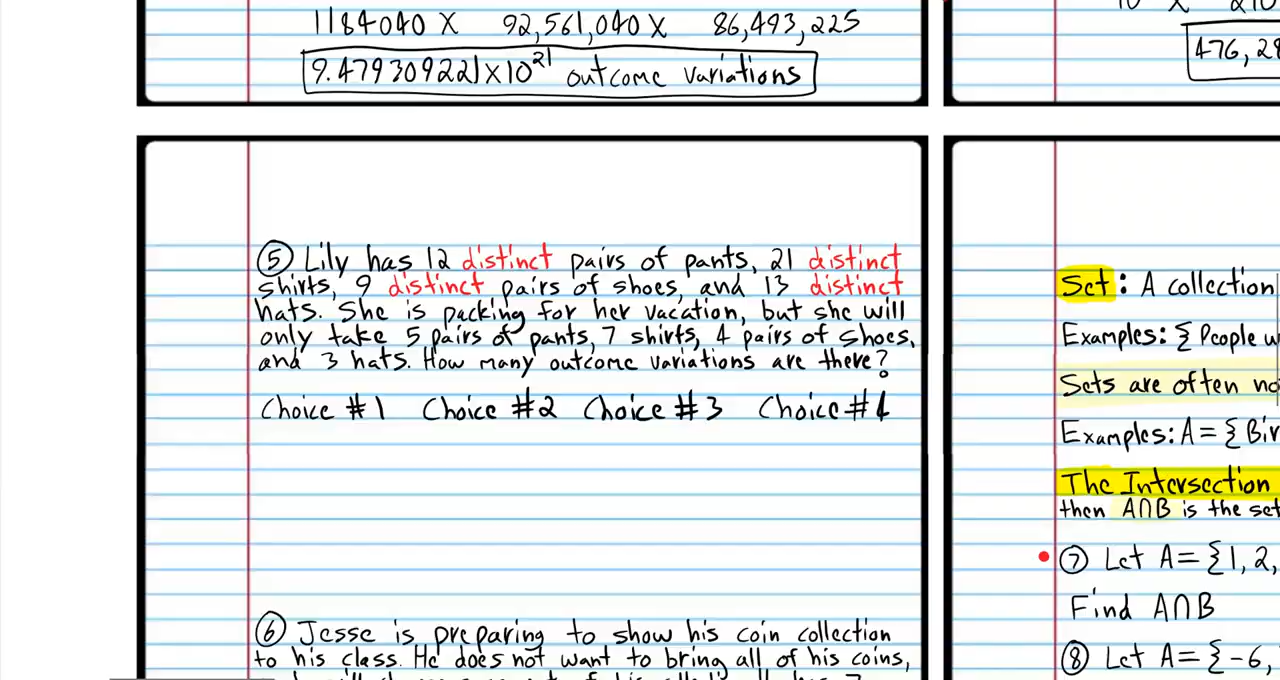 1184040 X 92,561,040 X 86,493,225
9.479309221x10^21 outcome variations
476,28
⑤ Lily has 12 distinct pairs of pants, 21 distinct
shirts, 9 distinct pairs of shoes, and 13 distinct
hats. She is packing for her vacation, but she will
only take 5 pairs of pants, 7 shirts, 4 pairs of shoes,
and 3 hats. How many outcome variations are there?
Choice #1 Choice #2 Choice #3 Choice #4
⑥ Jesse is preparing to show his coin collection
to his class. He does not want to bring all of his coins,
Set: A collection
Examples: { People w
Sets are often no
Examples: A = { Bir
The Intersection
then A∩B is the set
⑦ Let A = {1, 2,
Find A∩B
⑧ Let A = {-6,